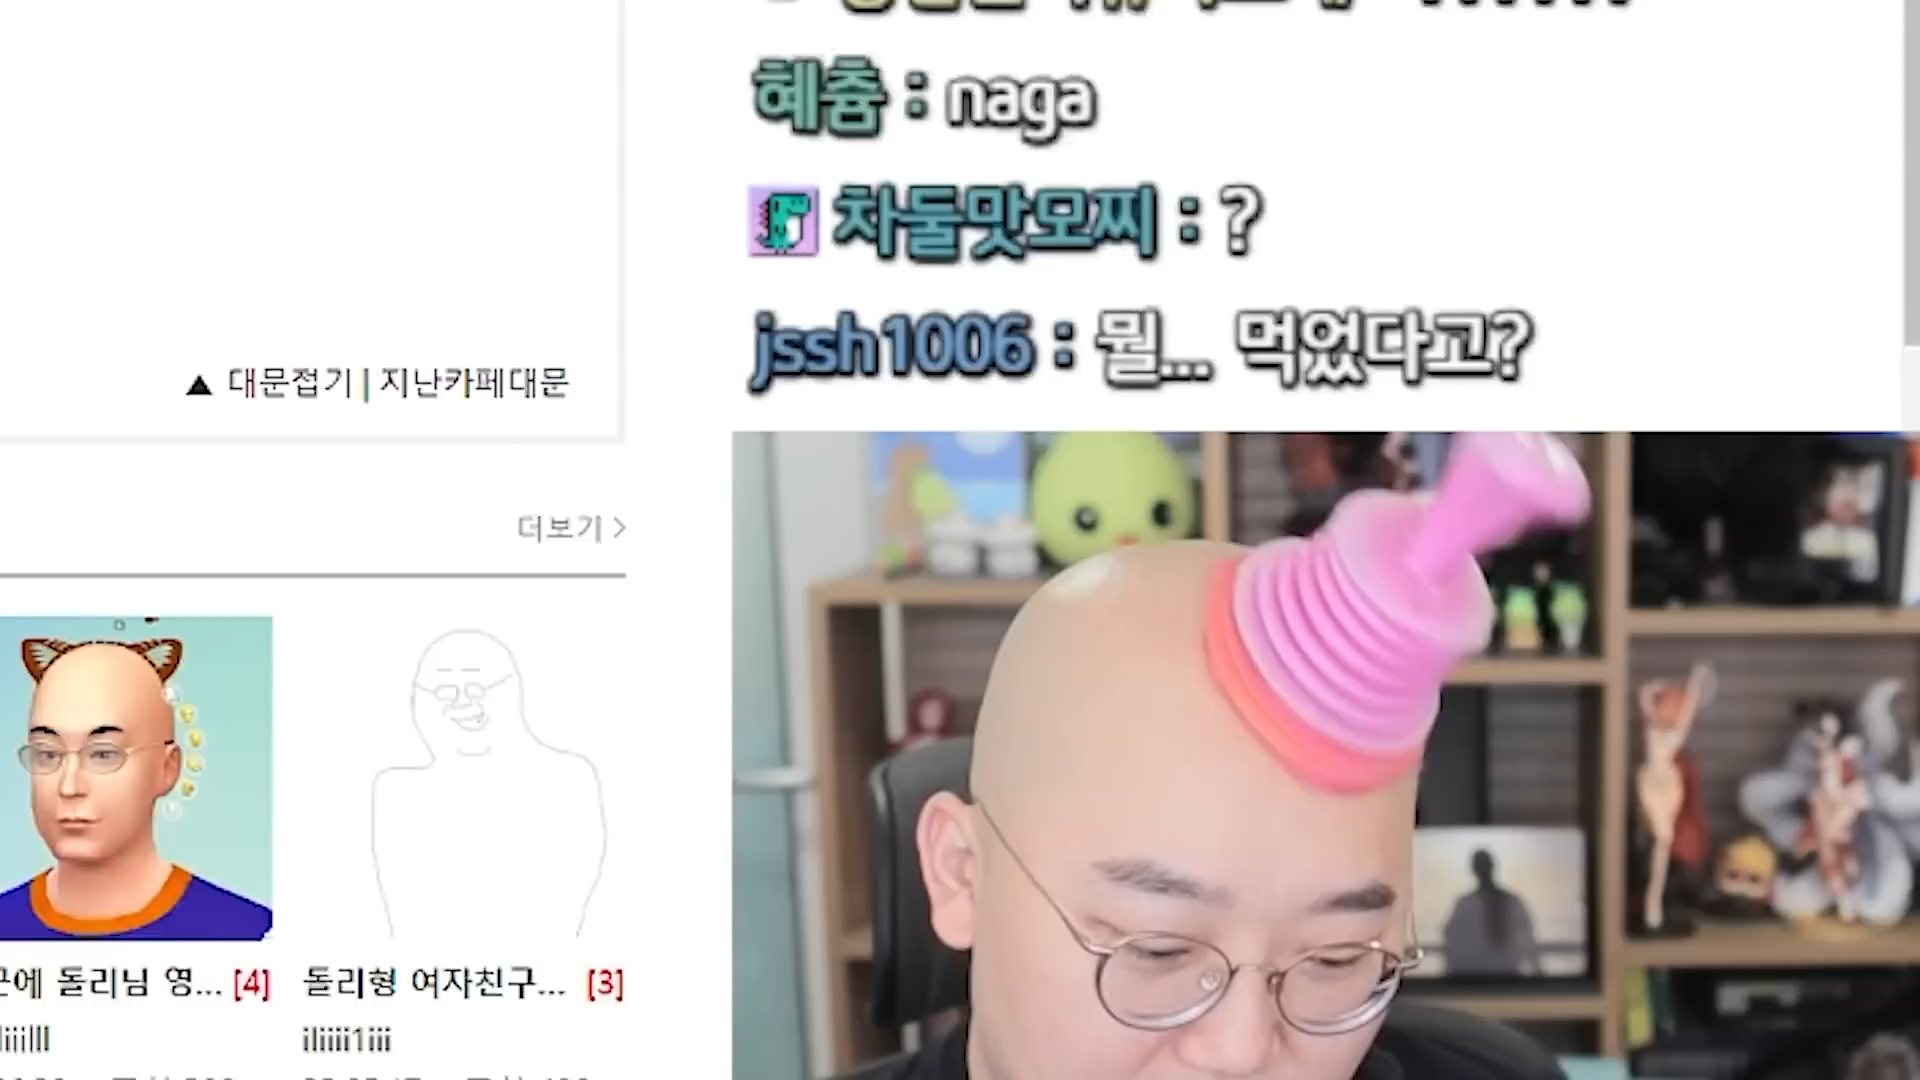 혜츔 : naga
차둘맛모찌 : ?
jssh1006 : 뭘... 먹었다고?
▲ 대문접기 | 지난카페대문
더보기 >
돌리님 영... [4]
돌리형 여자친구... [3]
iliiii1iii